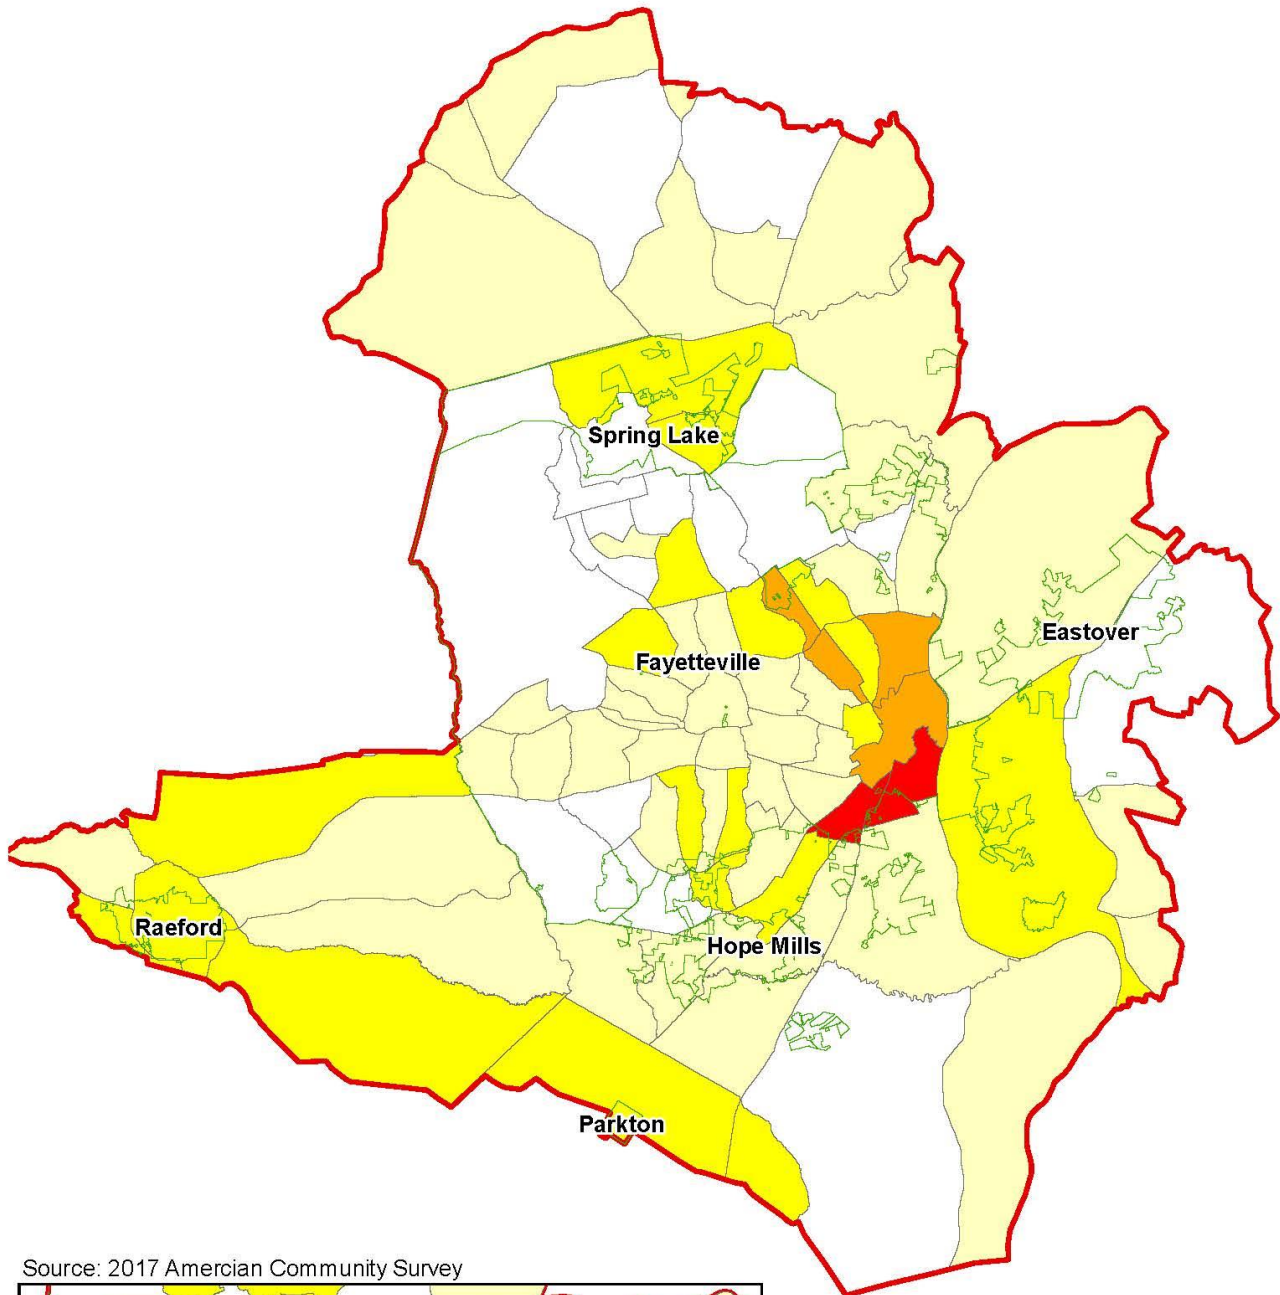 Spring Lake
Eastover
Fayetteville
Raeford
Hope Mills
Parkton
Source: 2017 Amercian Community Survey